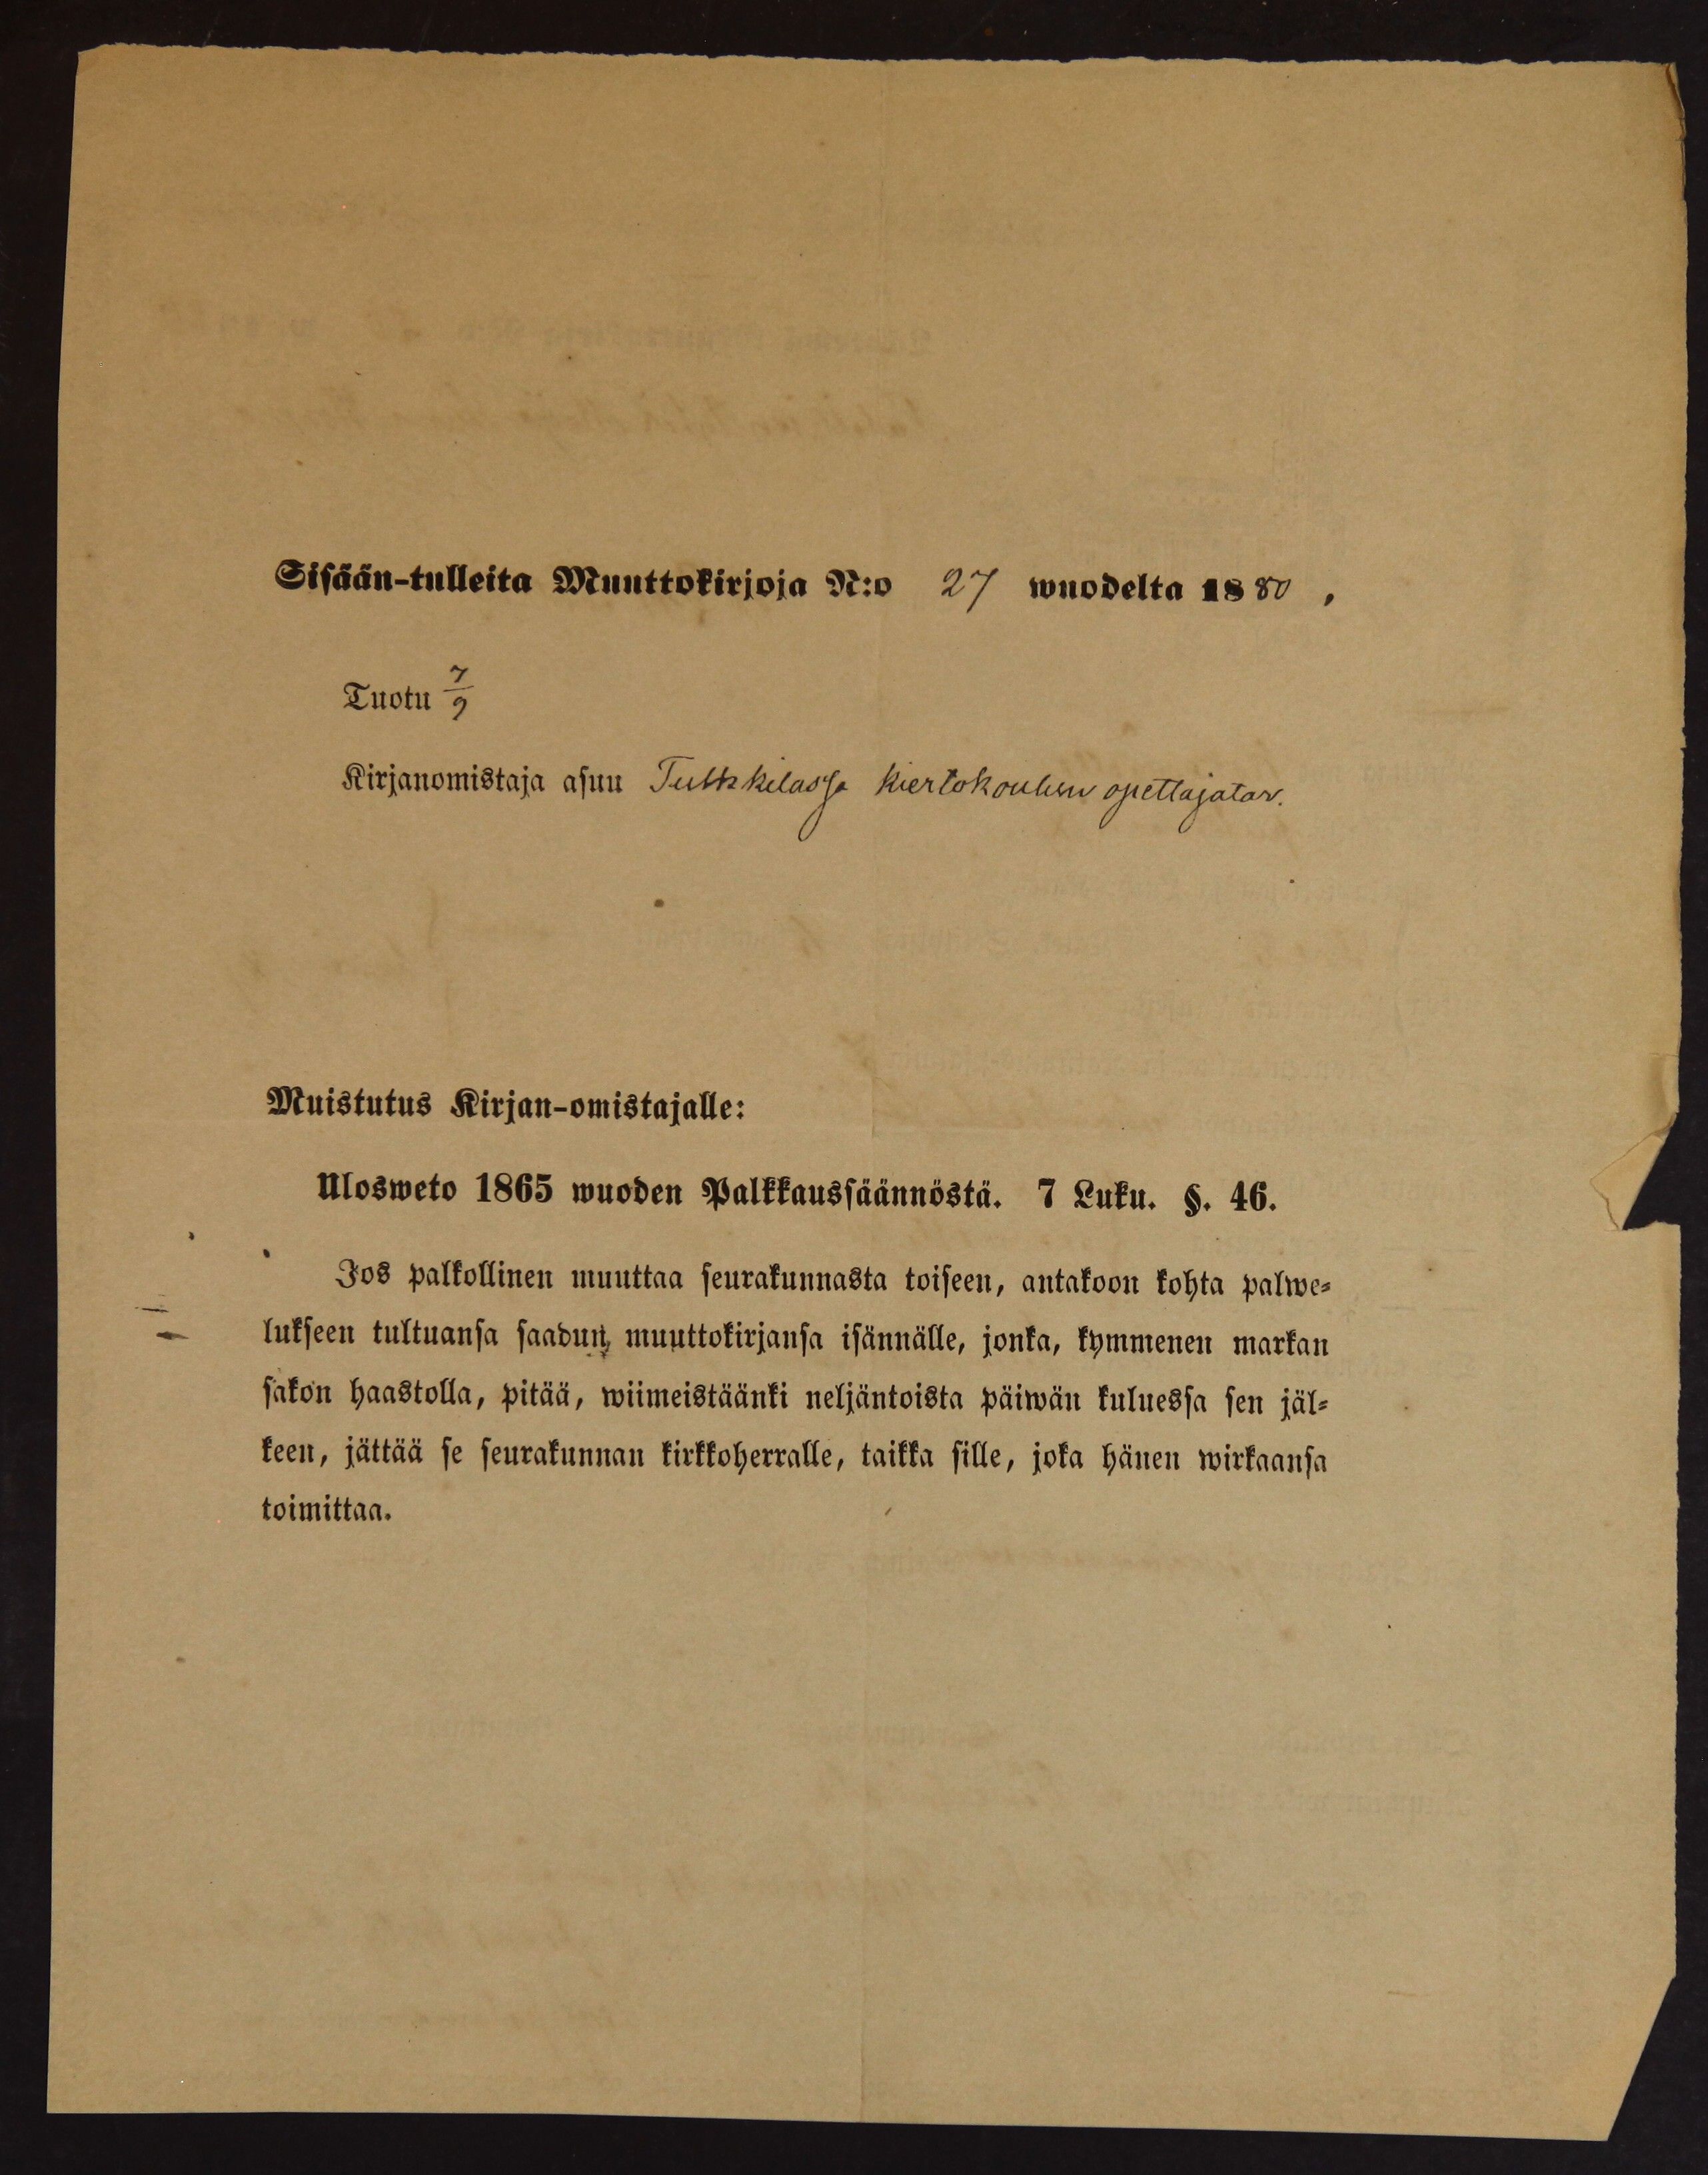 Sisään-tulleita Muuttokirjoja N:o 27 wuodelta 1880,
Tuotu 7/9
Kirjanomistaja asuu Tulkkilassa Kiertokoulun opettajatar.
Muistutus Kirjan-omistajalle:
Ulosweto 1865 wuoden Palkkaussäännöstä. 7 Luku. §. 46.
Jos palkollinen muuttaa seurakunnasta toiseen, antakoon kohta palwe-
lukseen tultuansa saadun muuttokirjansa isännälle, jonka, kymmenen markan
sakon haastolla, pitää, wiimeistäänki neljäntoista päiwän kuluessa sen jäl-
keen, jättää se seurakunnan kirkkoherralle, taikka sille, joka hänen wirkaansa
toimittaa.